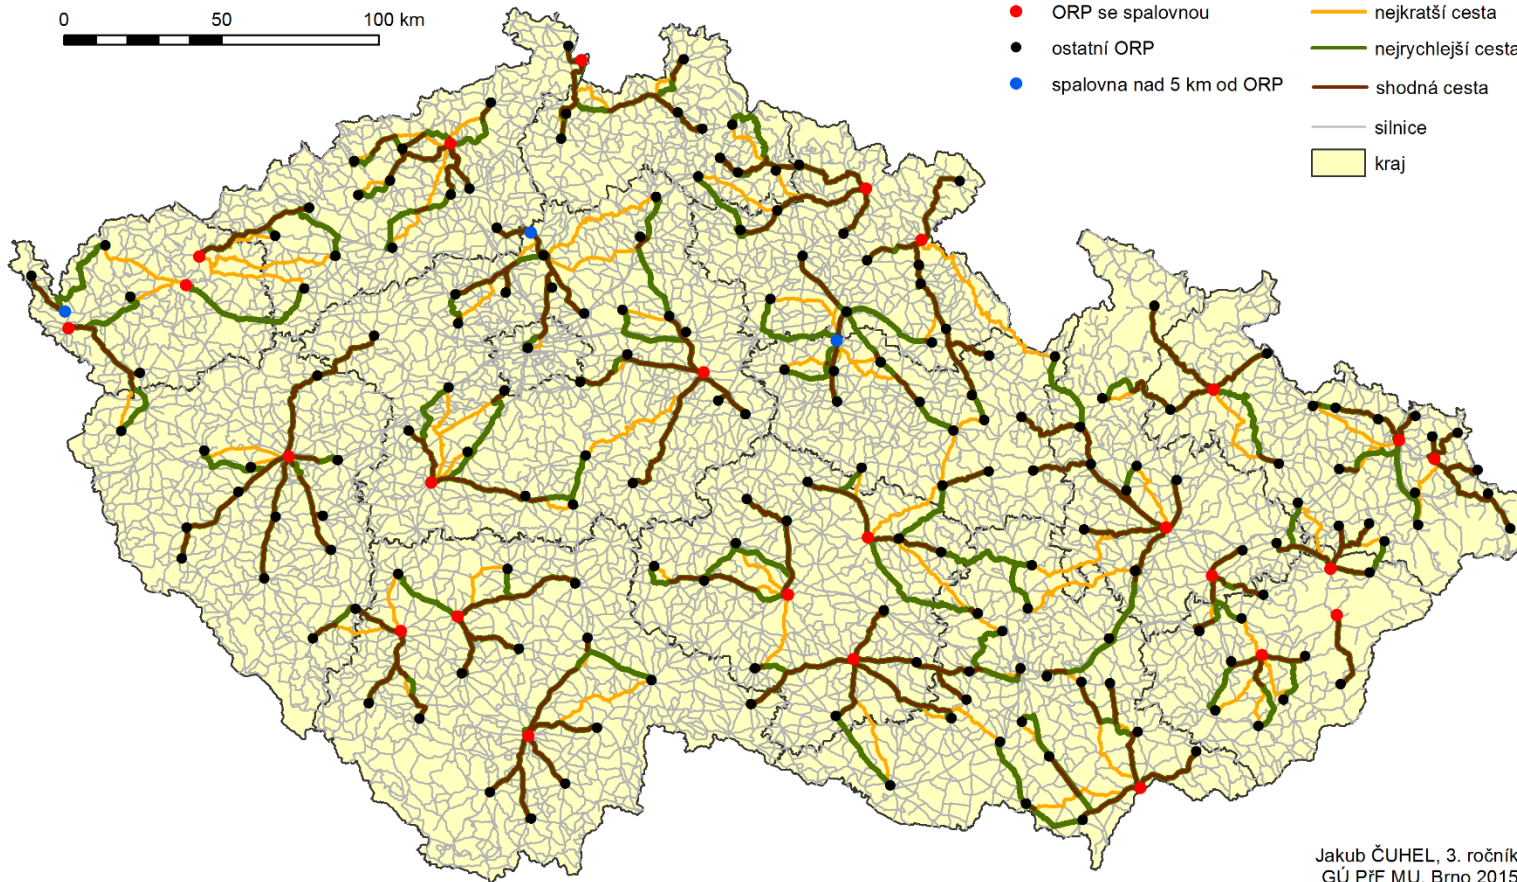 0 50 100 km
ORP se spalovnou
ostatní ORP
spalovna nad 5 km od ORP
nejkratší cesta
nejrychlejší cesta
shodná cesta
silnice
kraj
Jakub ČUHEL, 3. ročník
GÚ PřF MU, Brno 2015